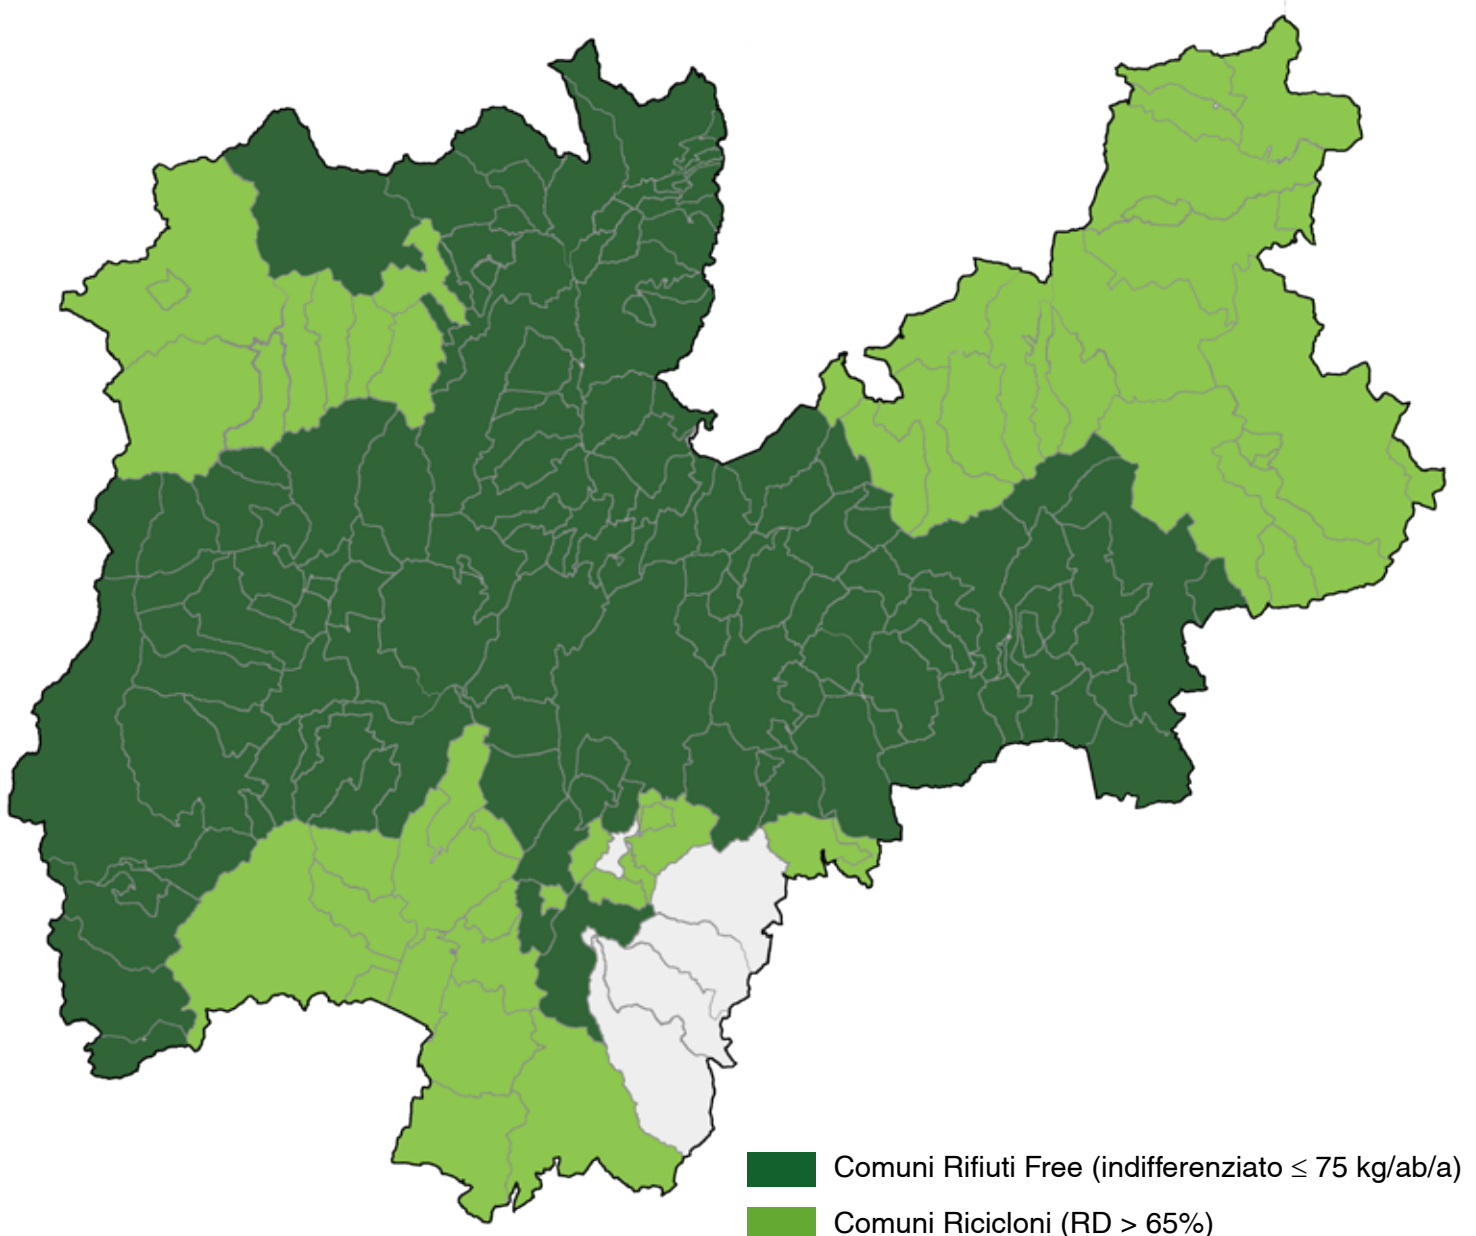 Comuni Rifiuti Free (indifferenziato ≤ 75 kg/ab/a)
Comuni Ricicloni (RD > 65%)